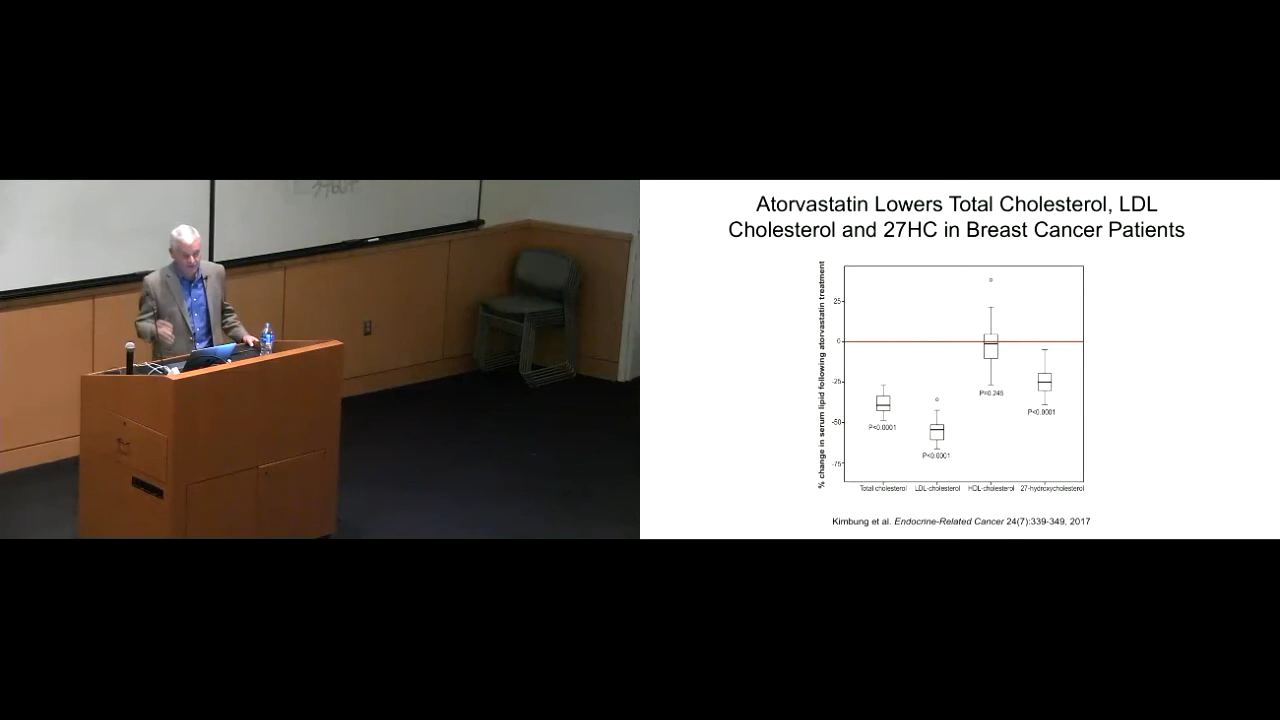 Atorvastatin Lowers Total Cholesterol, LDL
Cholesterol and 27HC in Breast Cancer Patients
% change in serum lipid following atorvastatin treatment
25
0
-25
-50
-75
P<0.0001
P<0.0001
P=0.246
P<0.0001
Total cholesterol LDL-cholesterol HDL-cholesterol 27-hydroxycholesterol
Kimbung et al. Endocrine-Related Cancer 24(7):339-349, 2017